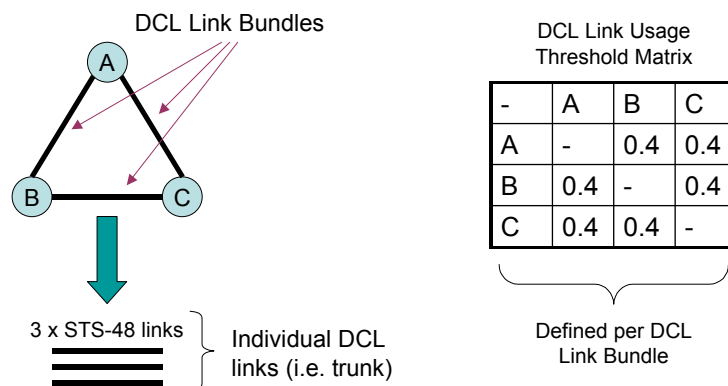 DCL Link Bundles
A
B
C
3 x STS-48 links
Individual DCL
links (i.e. trunk)
DCL Link Usage
Threshold Matrix
- A B C
A - 0.4 0.4
B 0.4 - 0.4
C 0.4 0.4 -
Defined per DCL
Link Bundle